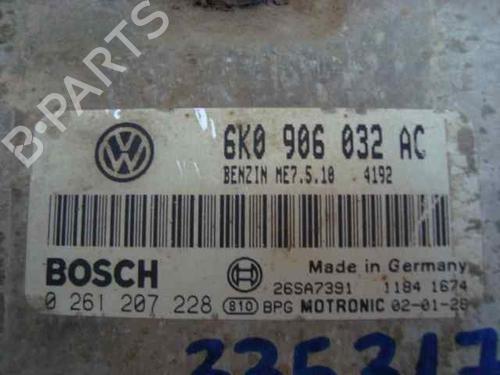 B-PARTS
6K0 906 032 AC
BENZIN ME7.5.10 4192
BOSCH
Made in Germany
26SA7391 1184 1674
0 261 207 228 810 BPG MOTRONIC 02-01-28